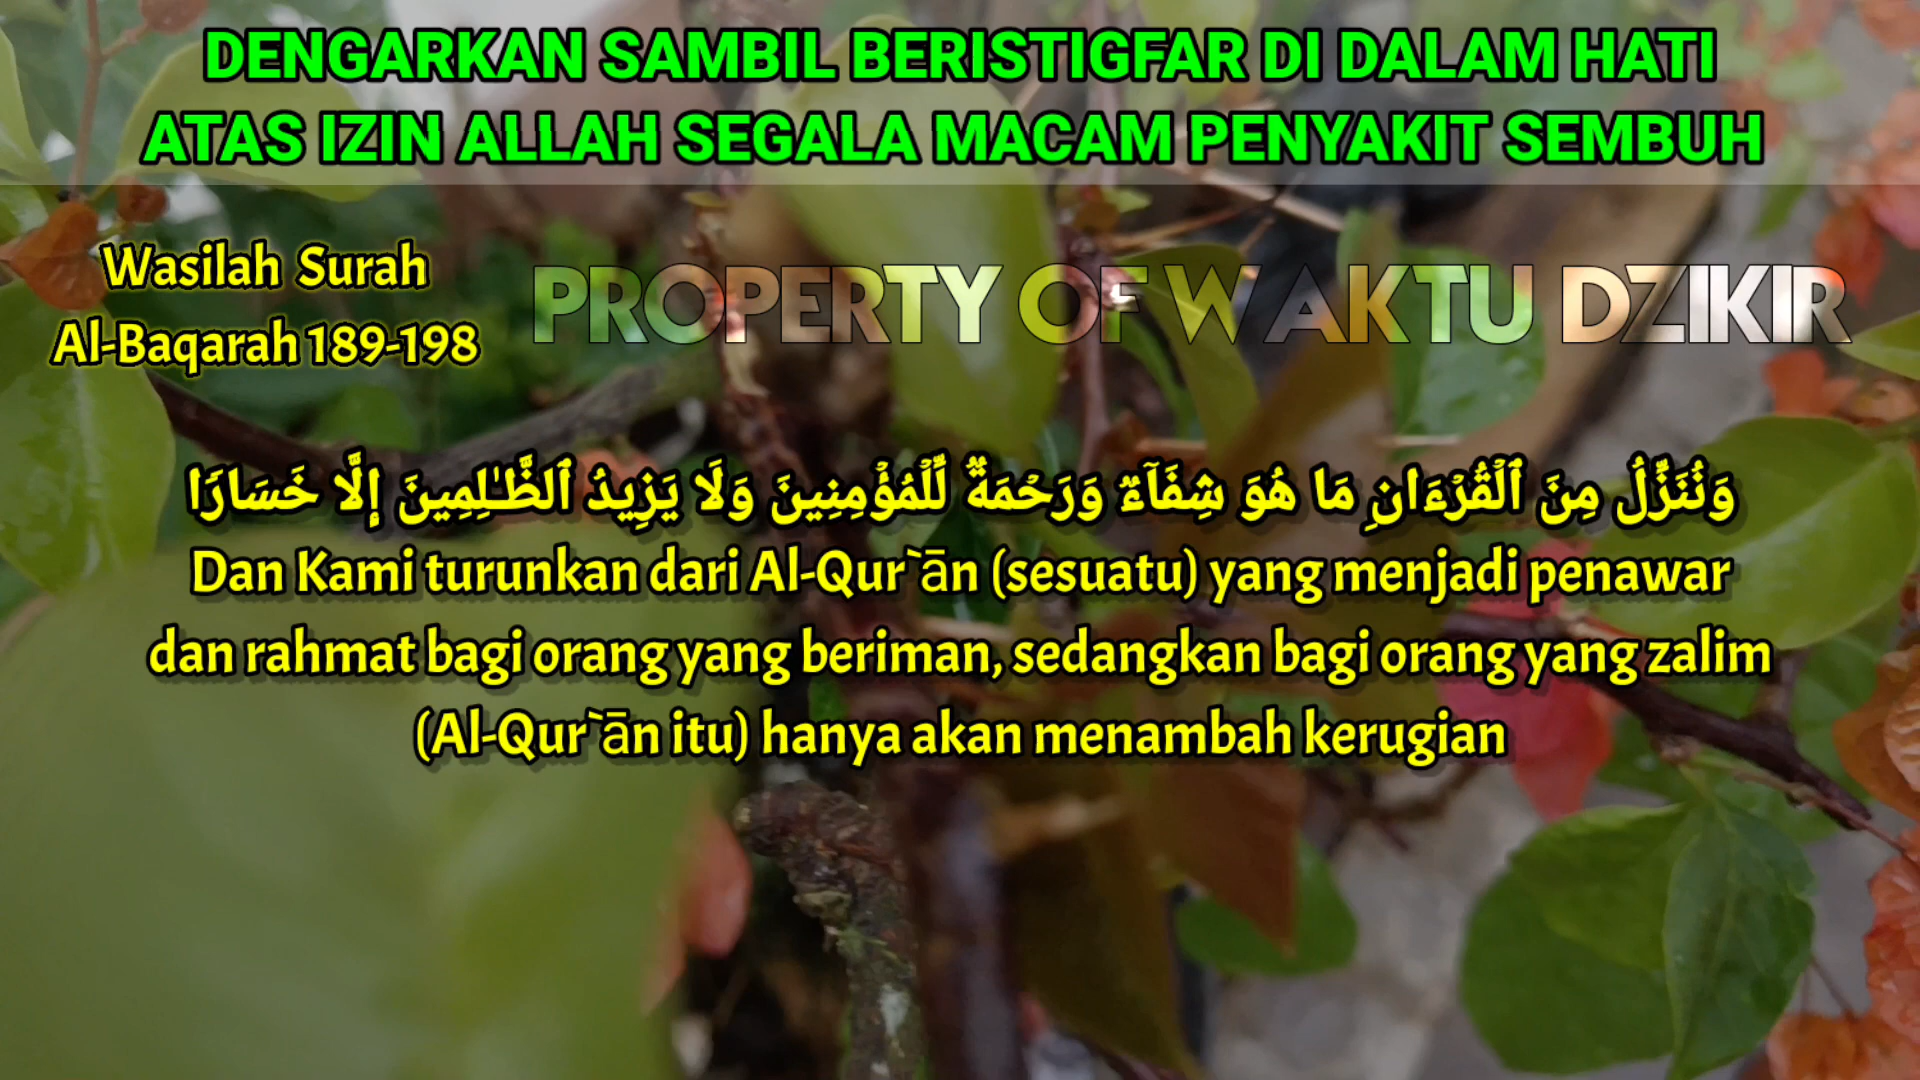 DENGARKAN SAMBIL BERISTIGFAR DI DALAM HATI
ATAS IZIN ALLAH SEGALA MACAM PENYAKIT SEMBUH
Wasilah Surah
Al-Baqarah 189-198
PROPERTY OF WAKTU DZIKIR
وَنُنَزِّلُ مِنَ ٱلْقُرْءَانِ مَا هُوَ شِفَآءٌ وَرَحْمَةٌ لِّلْمُؤْمِنِينَ وَلَا يَزِيدُ ٱلظَّـٰلِمِينَ إِلَّا خَسَارًا
Dan Kami turunkan dari Al-Qur`ān (sesuatu) yang menjadi penawar
dan rahmat bagi orang yang beriman, sedangkan bagi orang yang zalim
(Al-Qur`ān itu) hanya akan menambah kerugian